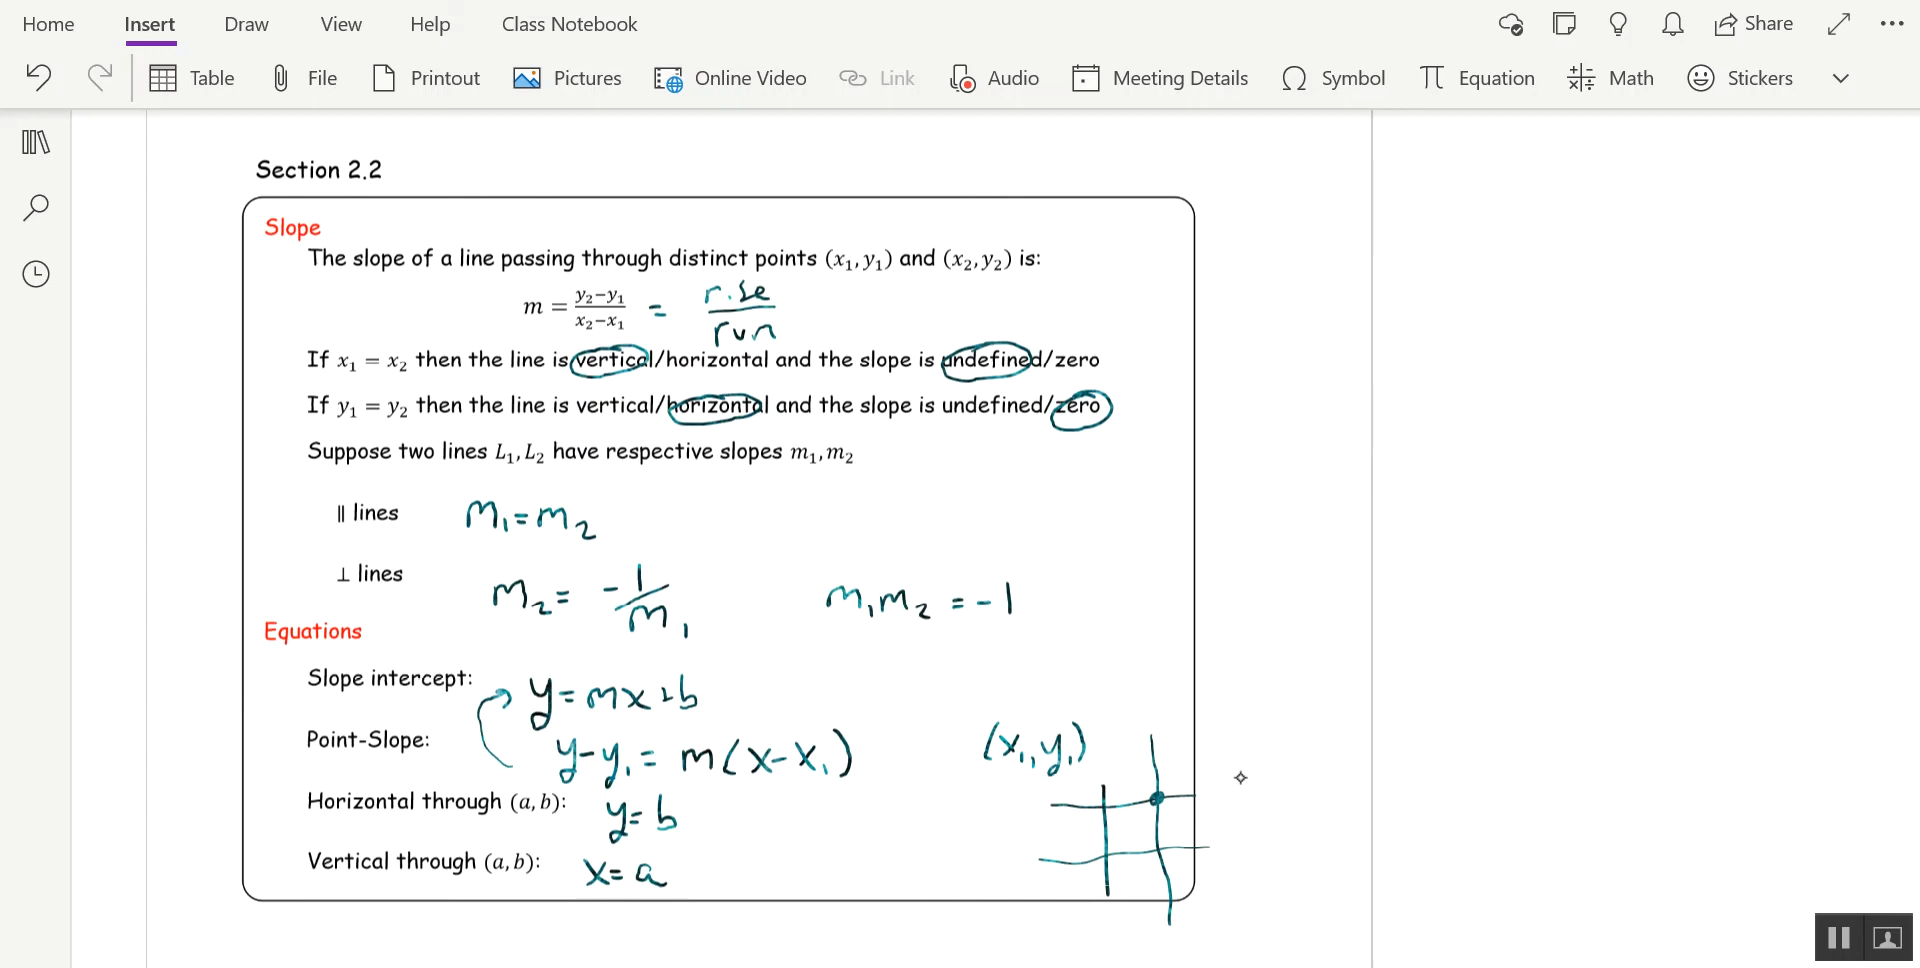 Home Insert Draw View Help Class Notebook Share
Table File Printout Pictures Online Video Link Audio Meeting Details Symbol Equation Math Stickers
Section 2.2
Slope
The slope of a line passing through distinct points (x₁, y₁) and (x₂, y₂) is:
m = y₂−y₁/x₂−x₁ = rise/run
If x₁ = x₂ then the line is vertical/horizontal and the slope is undefined/zero
If y₁ = y₂ then the line is vertical/horizontal and the slope is undefined/zero
Suppose two lines L₁, L₂ have respective slopes m₁, m₂
∥ lines m₁ = m₂
⊥ lines m₂ = -1/m₁ m₁m₂ = -1
Equations
Slope intercept: y = mx + b
Point-Slope: y - y₁ = m(x - x₁) (x₁, y₁)
Horizontal through (a, b): y = b
Vertical through (a, b): x = a